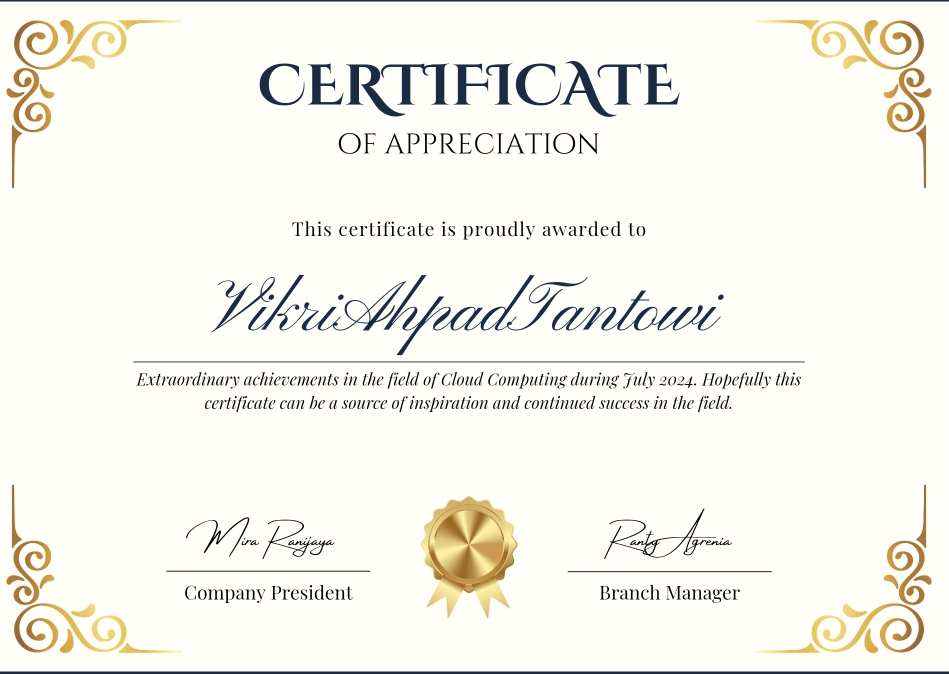 CERTIFICATE
OF APPRECIATION
This certificate is proudly awarded to
VikriAhpadTantowi
Extraordinary achievements in the field of Cloud Computing during July 2024. Hopefully this
certificate can be a source of inspiration and continued success in the field.
Mira Ranijaya
Ranty Agrenia
Company President
Branch Manager